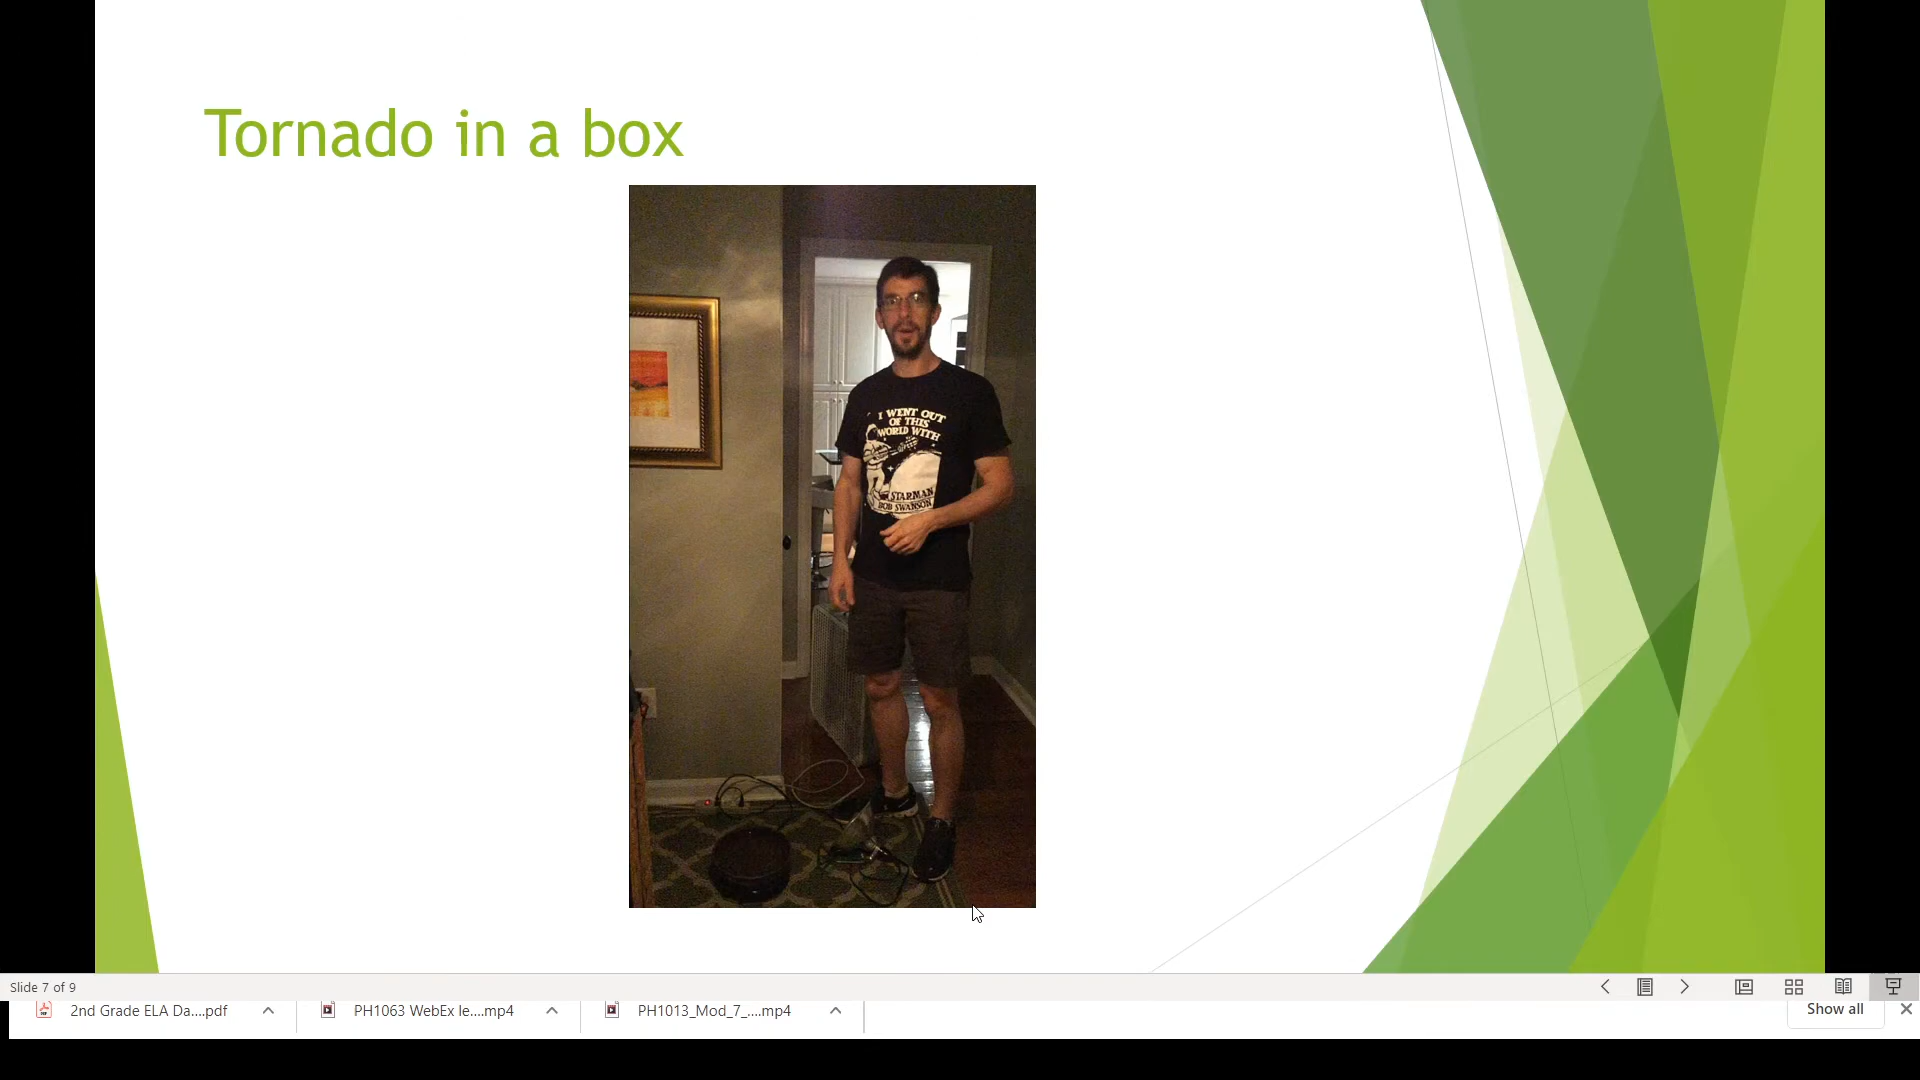 Tornado in a box
I WENT OUT
OF THIS
WORLD WITH
STARMAN
BOB SWANSON
Slide 7 of 9
2nd Grade ELA Da....pdf
PH1063 WebEx le....mp4
PH1013_Mod_7_....mp4
Show all